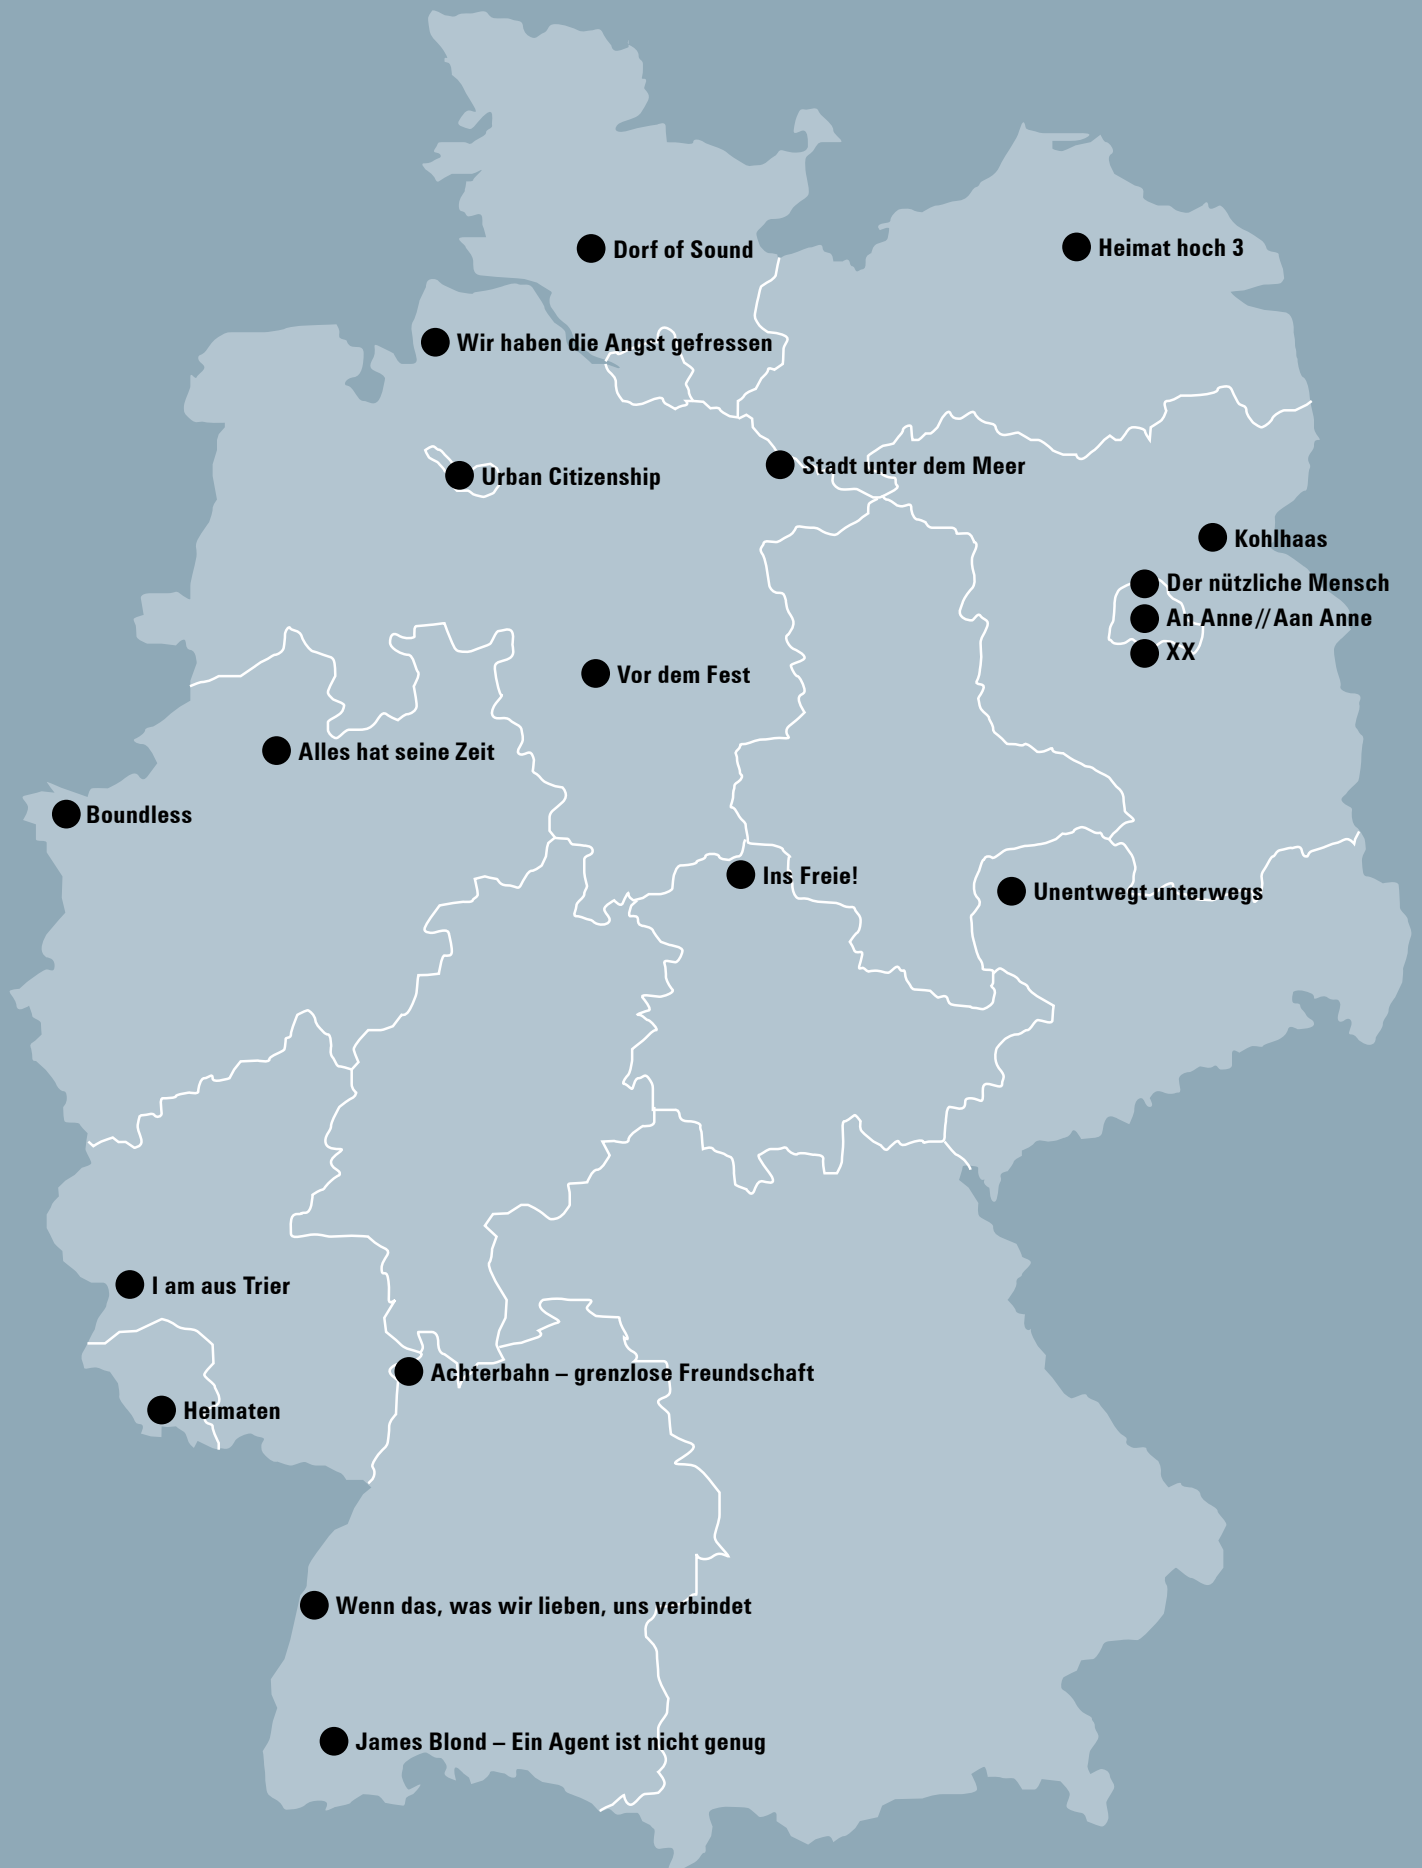 Dorf of Sound
Heimat hoch 3
Wir haben die Angst gefressen
Stadt unter dem Meer
Urban Citizenship
Kohlhaas
Der nützliche Mensch
An Anne // Aan Anne
XX
Vor dem Fest
Alles hat seine Zeit
Boundless
Ins Freie!
Unentwegt unterwegs
I am aus Trier
Achterbahn – grenzlose Freundschaft
Heimaten
Wenn das, was wir lieben, uns verbindet
James Blond – Ein Agent ist nicht genug